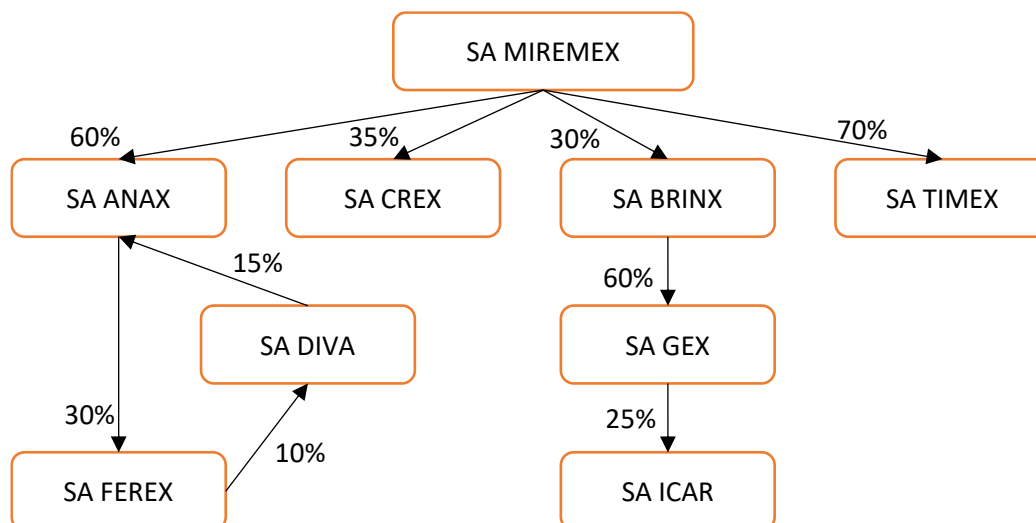 SA MIREMEX
60%
35%
30%
70%
SA ANAX
SA CREX
SA BRINX
SA TIMEX
15%
60%
SA DIVA
SA GEX
30%
10%
25%
SA FEREX
SA ICAR